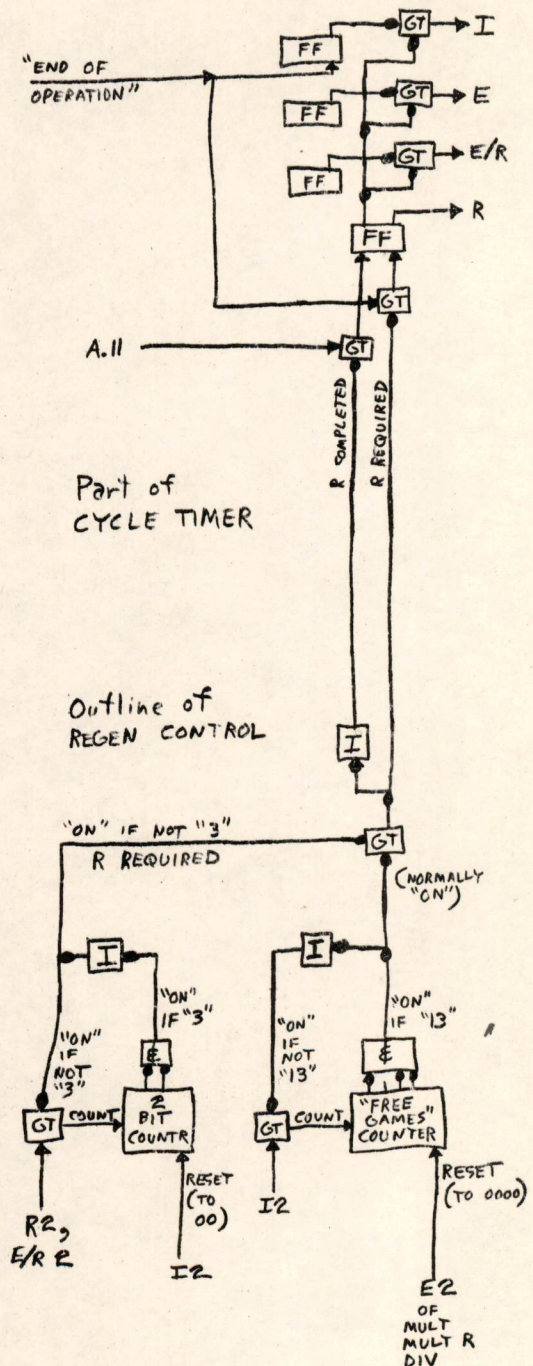 GT I
FF
"END OF
OPERATION"
GT E
FF
GT E/R
FF
R
FF
GT
A.11
GT
R COMPLETED
R REQUIRED
Part of
CYCLE TIMER
Outline of
REGEN CONTROL
I
"ON" IF NOT "3"
R REQUIRED
GT
(NORMALLY
"ON")
I
I
"ON"
IF "3"
"ON"
IF
NOT
"3"
&
GT
COUNT
2
BIT
COUNTR
R2,
E/R 2
RESET
(TO
00)
I2
"ON"
IF
NOT
"13"
"ON"
IF "13"
&
GT
COUNT
"FREE
GAMES"
COUNTER
I2
RESET
(TO 0000)
E2
OF
MULT
MULT R
DIV